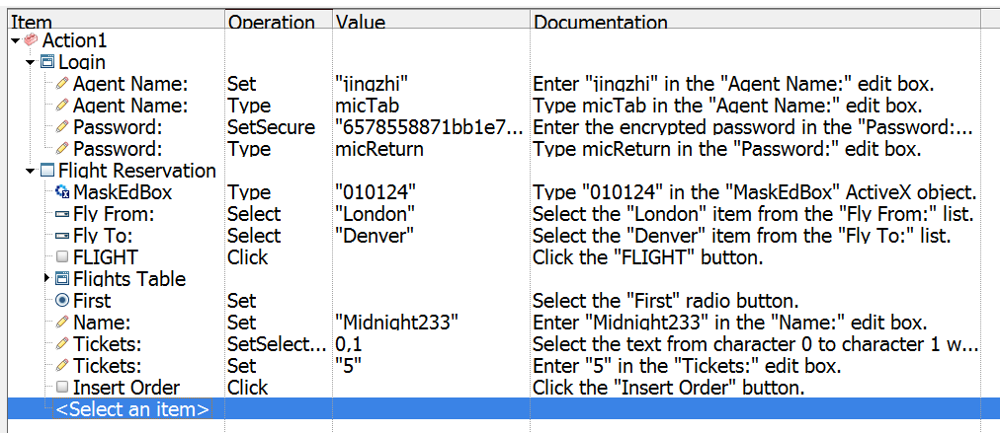 Item Operation Value Documentation
Action1
Login
Agent Name: Set "jingzhi" Enter "jingzhi" in the "Agent Name:" edit box.
Agent Name: Type micTab Type micTab in the "Agent Name:" edit box.
Password: SetSecure "6578558871bb1e7... Enter the encrypted password in the "Password:...
Password: Type micReturn Type micReturn in the "Password:" edit box.
Flight Reservation
MaskEdBox Type "010124" Type "010124" in the "MaskEdBox" ActiveX object.
Fly From: Select "London" Select the "London" item from the "Fly From:" list.
Fly To: Select "Denver" Select the "Denver" item from the "Fly To:" list.
FLIGHT Click Click the "FLIGHT" button.
Flights Table
First Set Select the "First" radio button.
Name: Set "Midnight233" Enter "Midnight233" in the "Name:" edit box.
Tickets: SetSelect... 0,1 Select the text from character 0 to character 1 w...
Tickets: Set "5" Enter "5" in the "Tickets:" edit box.
Insert Order Click Click the "Insert Order" button.
<Select an item>